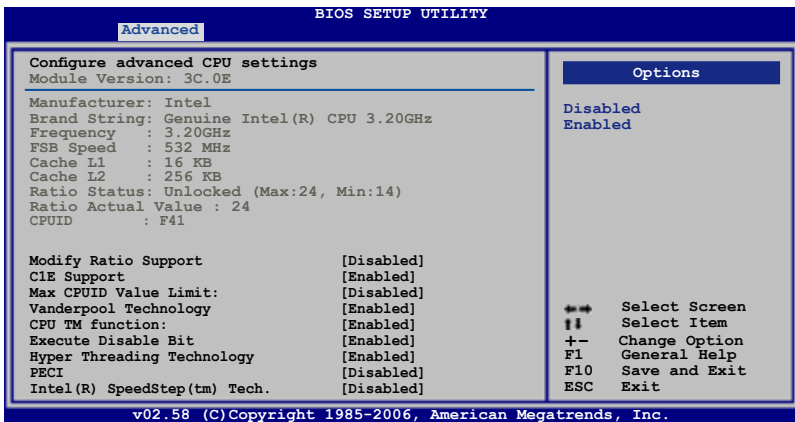 BIOS SETUP UTILITY
Advanced
Configure advanced CPU settings
Module Version: 3C.0E
Manufacturer: Intel
Brand String: Genuine Intel(R) CPU 3.20GHz
Frequency : 3.20GHz
FSB Speed : 532 MHz
Cache L1 : 16 KB
Cache L2 : 256 KB
Ratio Status: Unlocked (Max:24, Min:14)
Ratio Actual Value : 24
CPUID : F41
Modify Ratio Support [Disabled]
C1E Support [Enabled]
Max CPUID Value Limit: [Disabled]
Vanderpool Technology [Enabled]
CPU TM function: [Enabled]
Execute Disable Bit [Enabled]
Hyper Threading Technology [Enabled]
PECI [Disabled]
Intel(R) SpeedStep(tm) Tech. [Disabled]
Options
Disabled
Enabled
←→ Select Screen
↑↓ Select Item
+- Change Option
F1 General Help
F10 Save and Exit
ESC Exit
v02.58 (C)Copyright 1985-2006, American Megatrends, Inc.